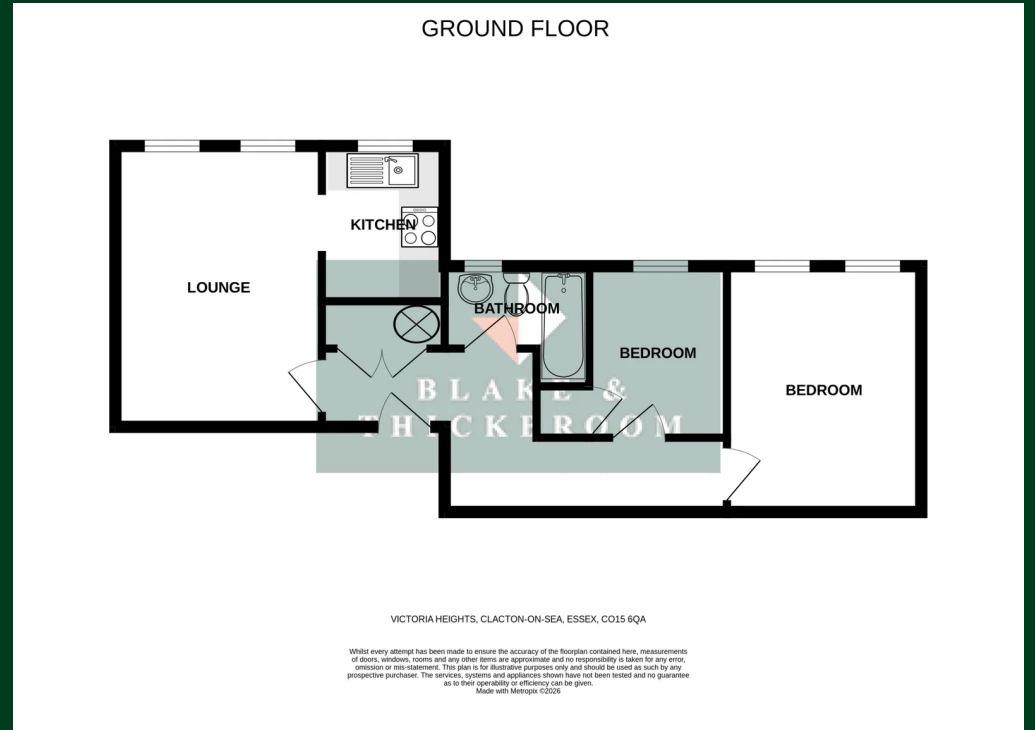 GROUND FLOOR
KITCHEN
LOUNGE
BATHROOM
BEDROOM
BEDROOM
BLAKE &
THICKEROOM
VICTORIA HEIGHTS, CLACTON-ON-SEA, ESSEX, CO15 6QA
Whilst every attempt has been made to ensure the accuracy of the floorplan contained here, measurements
of doors, windows, rooms and any other items are approximate and no responsibility is taken for any error,
omission or mis-statement. This plan is for illustrative purposes only and should be used as such by any
prospective purchaser. The services, systems and appliances shown have not been tested and no guarantee
as to their operability or efficiency can be given.
Made with Metropix ©2026